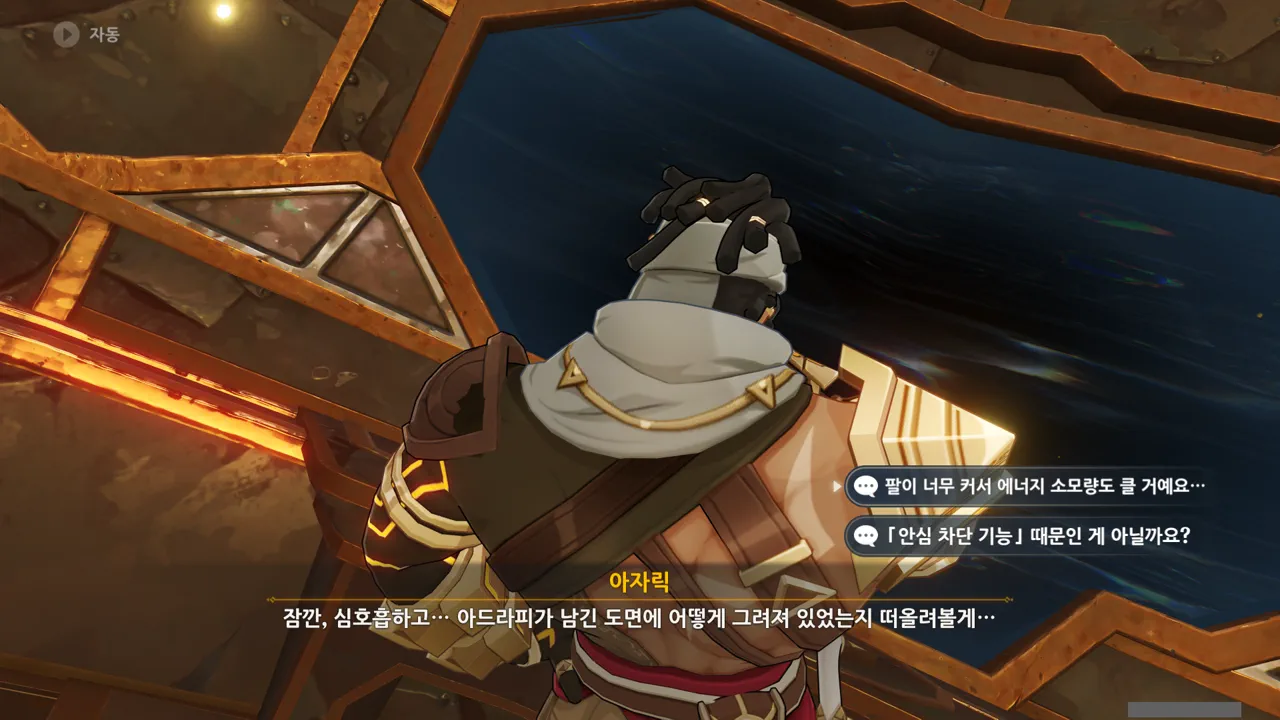 자동
팔이 너무 커서 에너지 소모량도 클 거예요…
「안심 차단 기능」 때문인 게 아닐까요?
아자릭
잠깐, 심호흡하고… 아드라피가 남긴 도면에 어떻게 그려져 있었는지 떠올려볼게…